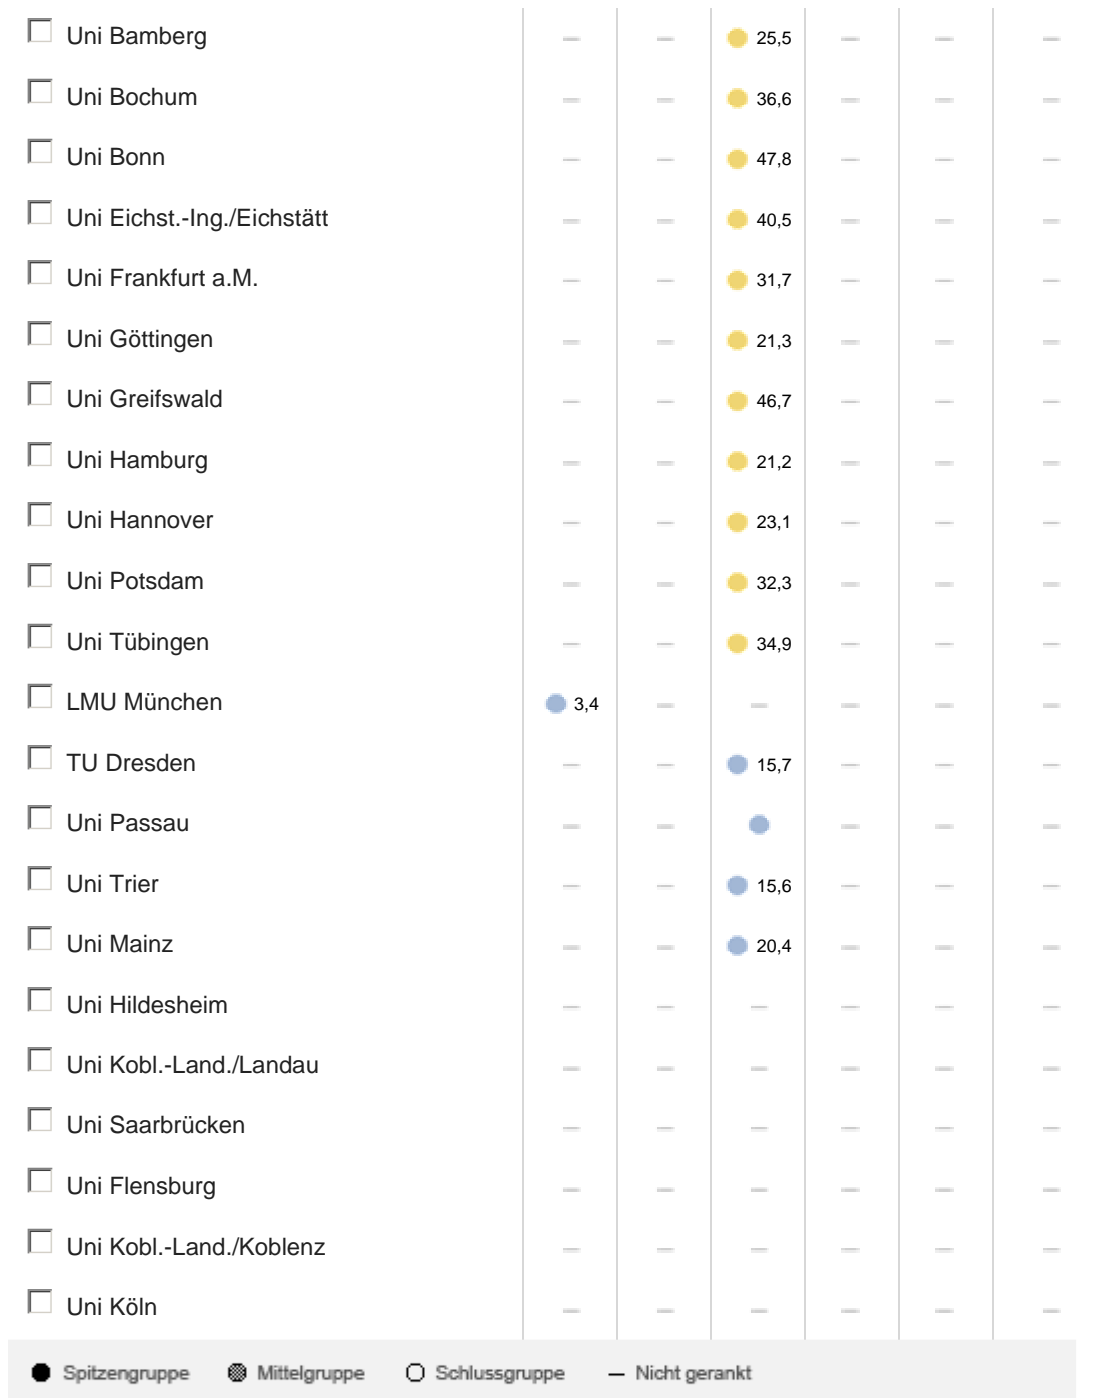 Uni Bamberg — — 25,5 — — —
Uni Bochum — — 36,6 — — —
Uni Bonn — — 47,8 — — —
Uni Eichst.-Ing./Eichstätt — — 40,5 — — —
Uni Frankfurt a.M. — — 31,7 — — —
Uni Göttingen — — 21,3 — — —
Uni Greifswald — — 46,7 — — —
Uni Hamburg — — 21,2 — — —
Uni Hannover — — 23,1 — — —
Uni Potsdam — — 32,3 — — —
Uni Tübingen — — 34,9 — — —
LMU München 3,4 — — — — —
TU Dresden — — 15,7 — — —
Uni Passau — — — — —
Uni Trier — — 15,6 — — —
Uni Mainz — — 20,4 — — —
Uni Hildesheim — — — — — —
Uni Kobl.-Land./Landau — — — — — —
Uni Saarbrücken — — — — — —
Uni Flensburg — — — — — —
Uni Kobl.-Land./Koblenz — — — — — —
Uni Köln — — — — — —
Spitzengruppe Mittelgruppe Schlussgruppe — Nicht gerankt